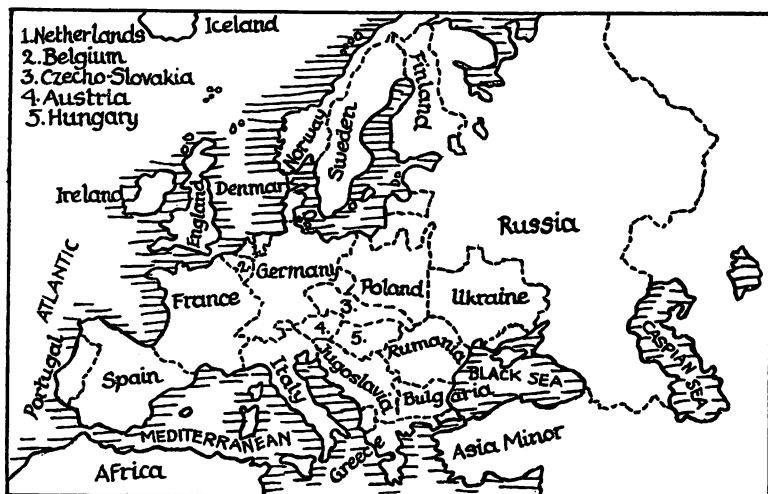 1.Netherlands
2.Belgium
3.Czecho-Slovakia
4.Austria
5.Hungary
Iceland
Finland
Norway
Sweden
Ireland
England
Denmar
Russia
ATLANTIC
2
Germany
Poland
Ukraine
France
3
4.
5.
Rumania
CASPIAN SEA
Portugal
Spain
Italy
Jugoslavia
Bulgaria
BLACK SEA
MEDITERRANEAN
Greece
Asia Minor
Africa